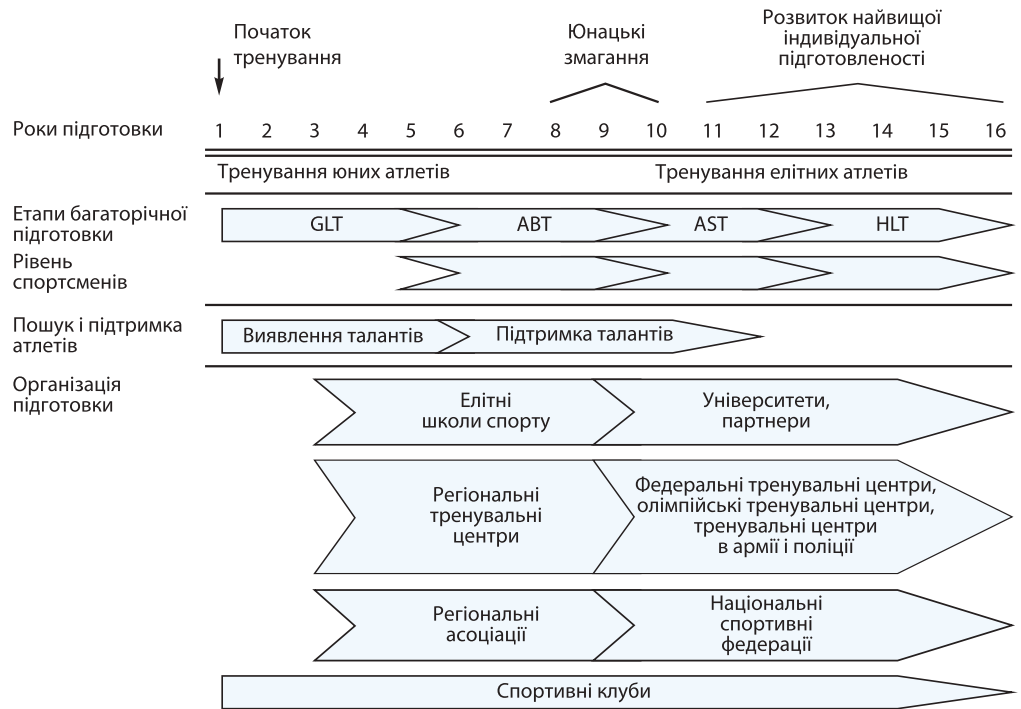 Початок
тренування
Юнацькі
змагання
Розвиток найвищої
індивідуальної
підготовленості
Роки підготовки 1 2 3 4 5 6 7 8 9 10 11 12 13 14 15 16
Тренування юних атлетів Тренування елітних атлетів
Етапи багаторічної
підготовки
GLT ABT AST HLT
Рівень
спортсменів
Пошук і підтримка
атлетів
Виявлення талантів Підтримка талантів
Організація
підготовки
Елітні
школи спорту
Університети,
партнери
Регіональні
тренувальні
центри
Федеральні тренувальні центри,
олімпійські тренувальні центри,
тренувальні центри
в армії і поліції
Регіональні
асоціації
Національні
спортивні
федерації
Спортивні клуби